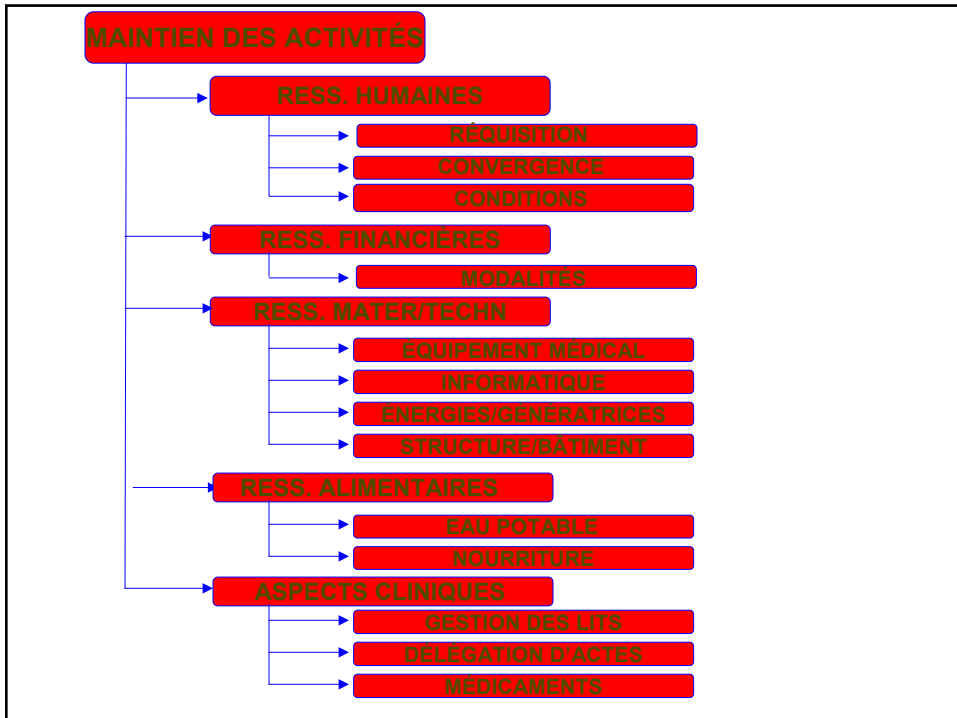 MAINTIEN DES ACTIVITÉS
RESS. HUMAINES
RÉQUISITION
CONVERGENCE
CONDITIONS
RESS. FINANCIÈRES
MODALITÉS
RESS. MATER/TECHN
ÉQUIPEMENT MÉDICAL
INFORMATIQUE
ÉNERGIES/GÉNÉRATRICES
STRUCTURE/BÂTIMENT
RESS. ALIMENTAIRES
EAU POTABLE
NOURRITURE
ASPECTS CLINIQUES
GESTION DES LITS
DÉLÉGATION D'ACTES
MÉDICAMENTS